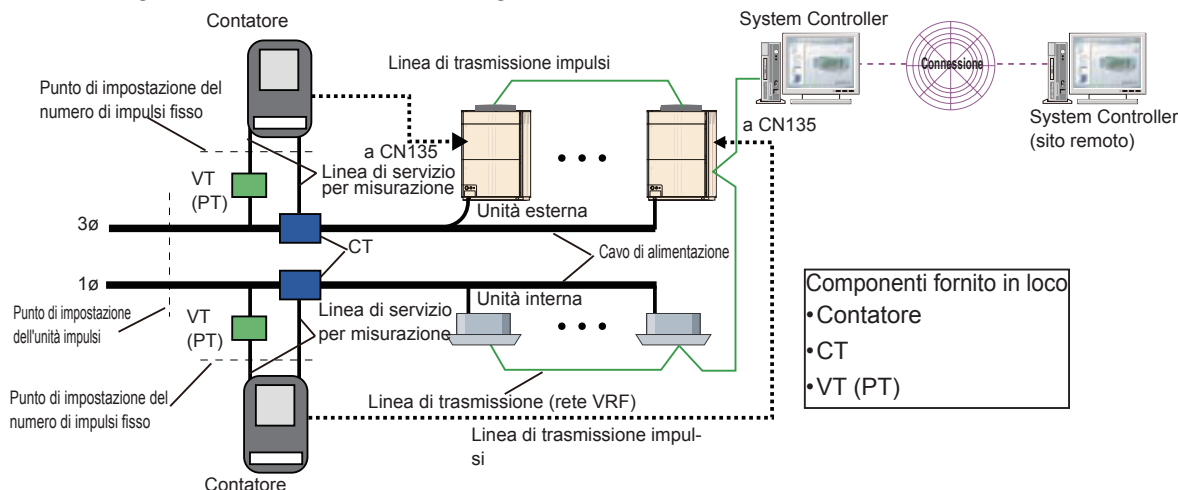 Contatore
System Controller
Linea di trasmissione impulsi
Connessione
Punto di impostazione del
numero di impulsi fisso
System Controller
(sito remoto)
a CN135
a CN135
VT
(PT)
Linea di servizio
per misurazione
Unità esterna
3ø
CT
Cavo di alimentazione
1ø
Unità interna
Componenti fornito in loco
•Contatore
•CT
•VT (PT)
Punto di impostazione
dell'unità impulsi
VT
(PT)
Linea di servizio
per misurazione
Punto di impostazione del
numero di impulsi fisso
Linea di trasmissione (rete VRF)
Linea di trasmissione impul-
si
Contatore